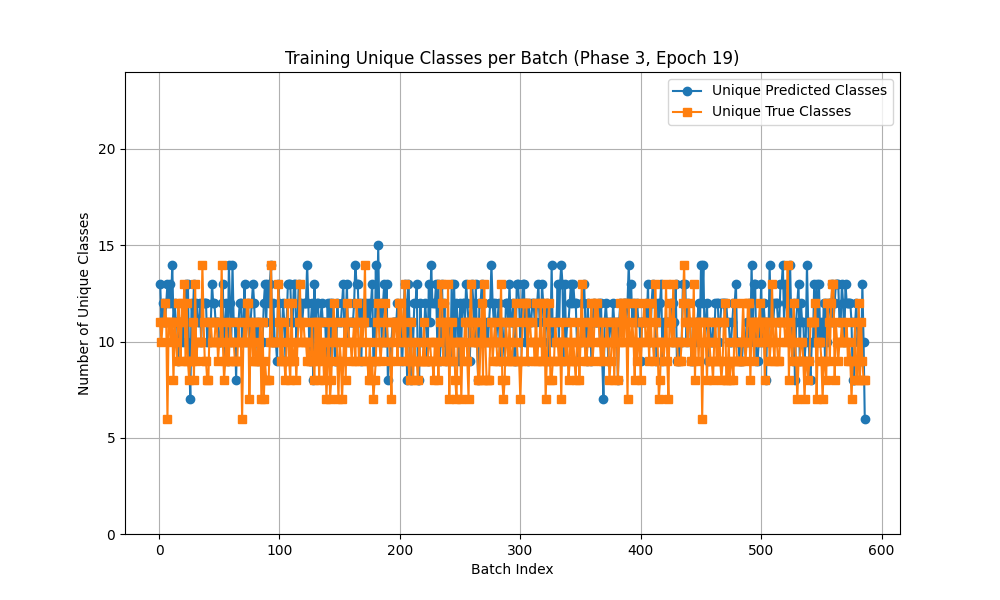 Training Unique Classes per Batch (Phase 3, Epoch 19)
Unique Predicted Classes
Unique True Classes
Number of Unique Classes
20
15
10
5
0
0 100 200 300 400 500 600
Batch Index